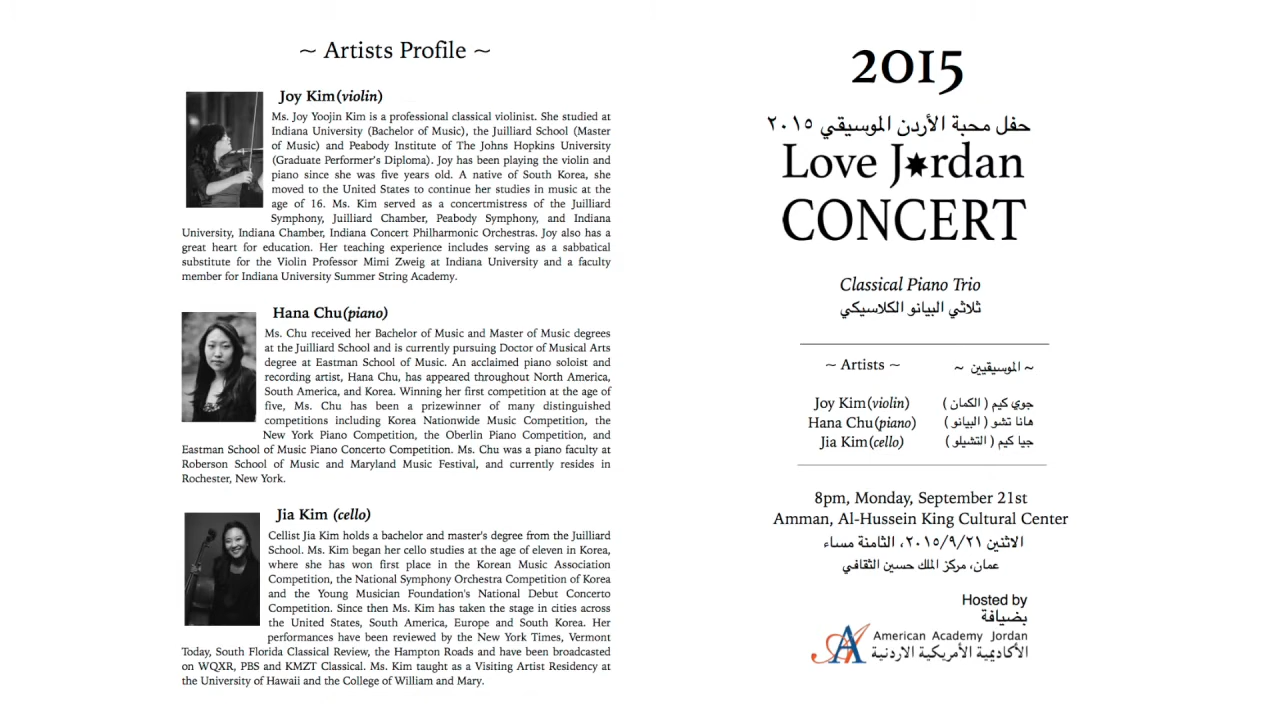 ~ Artists Profile ~
Joy Kim(violin)
Ms. Joy Yoojin Kim is a professional classical violinist. She studied at
Indiana University (Bachelor of Music), the Juilliard School (Master
of Music) and Peabody Institute of The Johns Hopkins University
(Graduate Performer's Diploma). Joy has been playing the violin and
piano since she was five years old. A native of South Korea, she
moved to the United States to continue her studies in music at the
age of 16. Ms. Kim served as a concertmistress of the Juilliard
Symphony, Juilliard Chamber, Peabody Symphony, and Indiana
University, Indiana Chamber, Indiana Concert Philharmonic Orchestras. Joy also has a
great heart for education. Her teaching experience includes serving as a sabbatical
substitute for the Violin Professor Mimi Zweig at Indiana University and a faculty
member for Indiana University Summer String Academy.
Hana Chu(piano)
Ms. Chu received her Bachelor of Music and Master of Music degrees
at the Juilliard School and is currently pursuing Doctor of Musical Arts
degree at Eastman School of Music. An acclaimed piano soloist and
recording artist, Hana Chu, has appeared throughout North America,
South America, and Korea. Winning her first competition at the age of
five, Ms. Chu has been a prizewinner of many distinguished
competitions including Korea Nationwide Music Competition, the
New York Piano Competition, the Oberlin Piano Competition, and
Eastman School of Music Piano Concerto Competition. Ms. Chu was a piano faculty at
Roberson School of Music and Maryland Music Festival, and currently resides in
Rochester, New York.
Jia Kim (cello)
Cellist Jia Kim holds a bachelor and master's degree from the Juilliard
School. Ms. Kim began her cello studies at the age of eleven in Korea,
where she has won first place in the Korean Music Association
Competition, the National Symphony Orchestra Competition of Korea
and the Young Musician Foundation's National Debut Concerto
Competition. Since then Ms. Kim has taken the stage in cities across
the United States, South America, Europe and South Korea. Her
performances have been reviewed by the New York Times, Vermont
Today, South Florida Classical Review, the Hampton Roads and have been broadcasted
on WQXR, PBS and KMZT Classical. Ms. Kim taught as a Visiting Artist Residency at
the University of Hawaii and the College of William and Mary.
2015
حفل محبة الأردن الموسيقي ٢٠١٥
Love J✶rdan
CONCERT
Classical Piano Trio
ثلاثي البيانو الكلاسيكي
~ Artists ~ ~ الموسيقيين ~
Joy Kim(violin) جوي كيم ( الكمان )
Hana Chu(piano) هانا تشو ( البيانو )
Jia Kim(cello) جيا كيم ( التشيلو )
8pm, Monday, September 21st
Amman, Al-Hussein King Cultural Center
الاثنين ٢٠١٥/٩/٢١، الثامنة مساء
عمان، مركز الملك حسين الثقافي
Hosted by
بضيافة
American Academy Jordan
الأكاديمية الأمريكية الاردنية